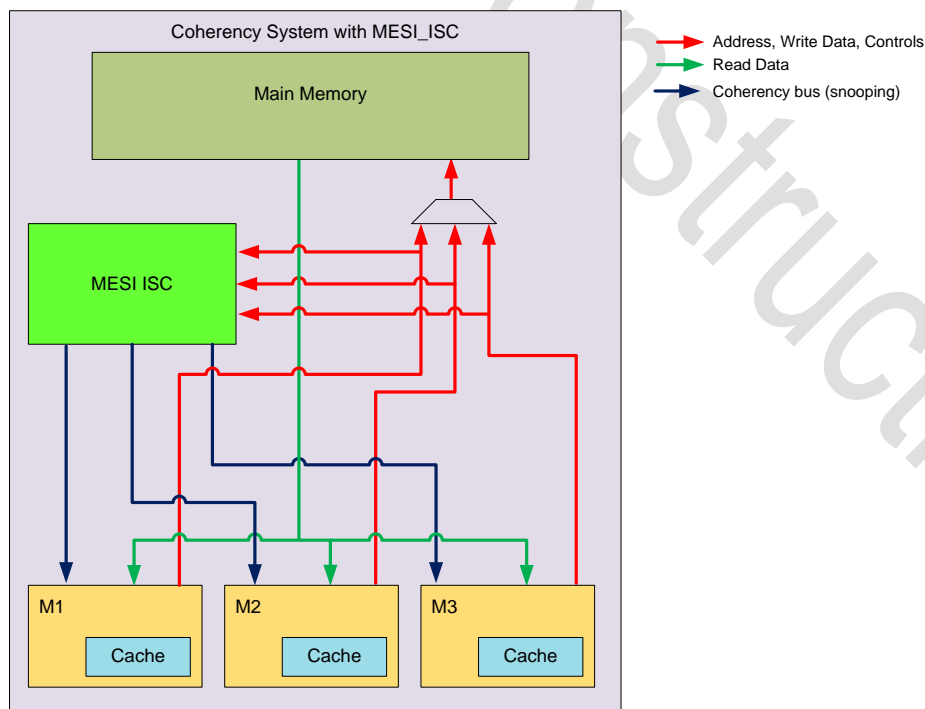 Coherency System with MESI_ISC
Address, Write Data, Controls
Read Data
Coherency bus (snooping)
Main Memory
MESI ISC
M1
M2
M3
Cache
Cache
Cache
nstructi